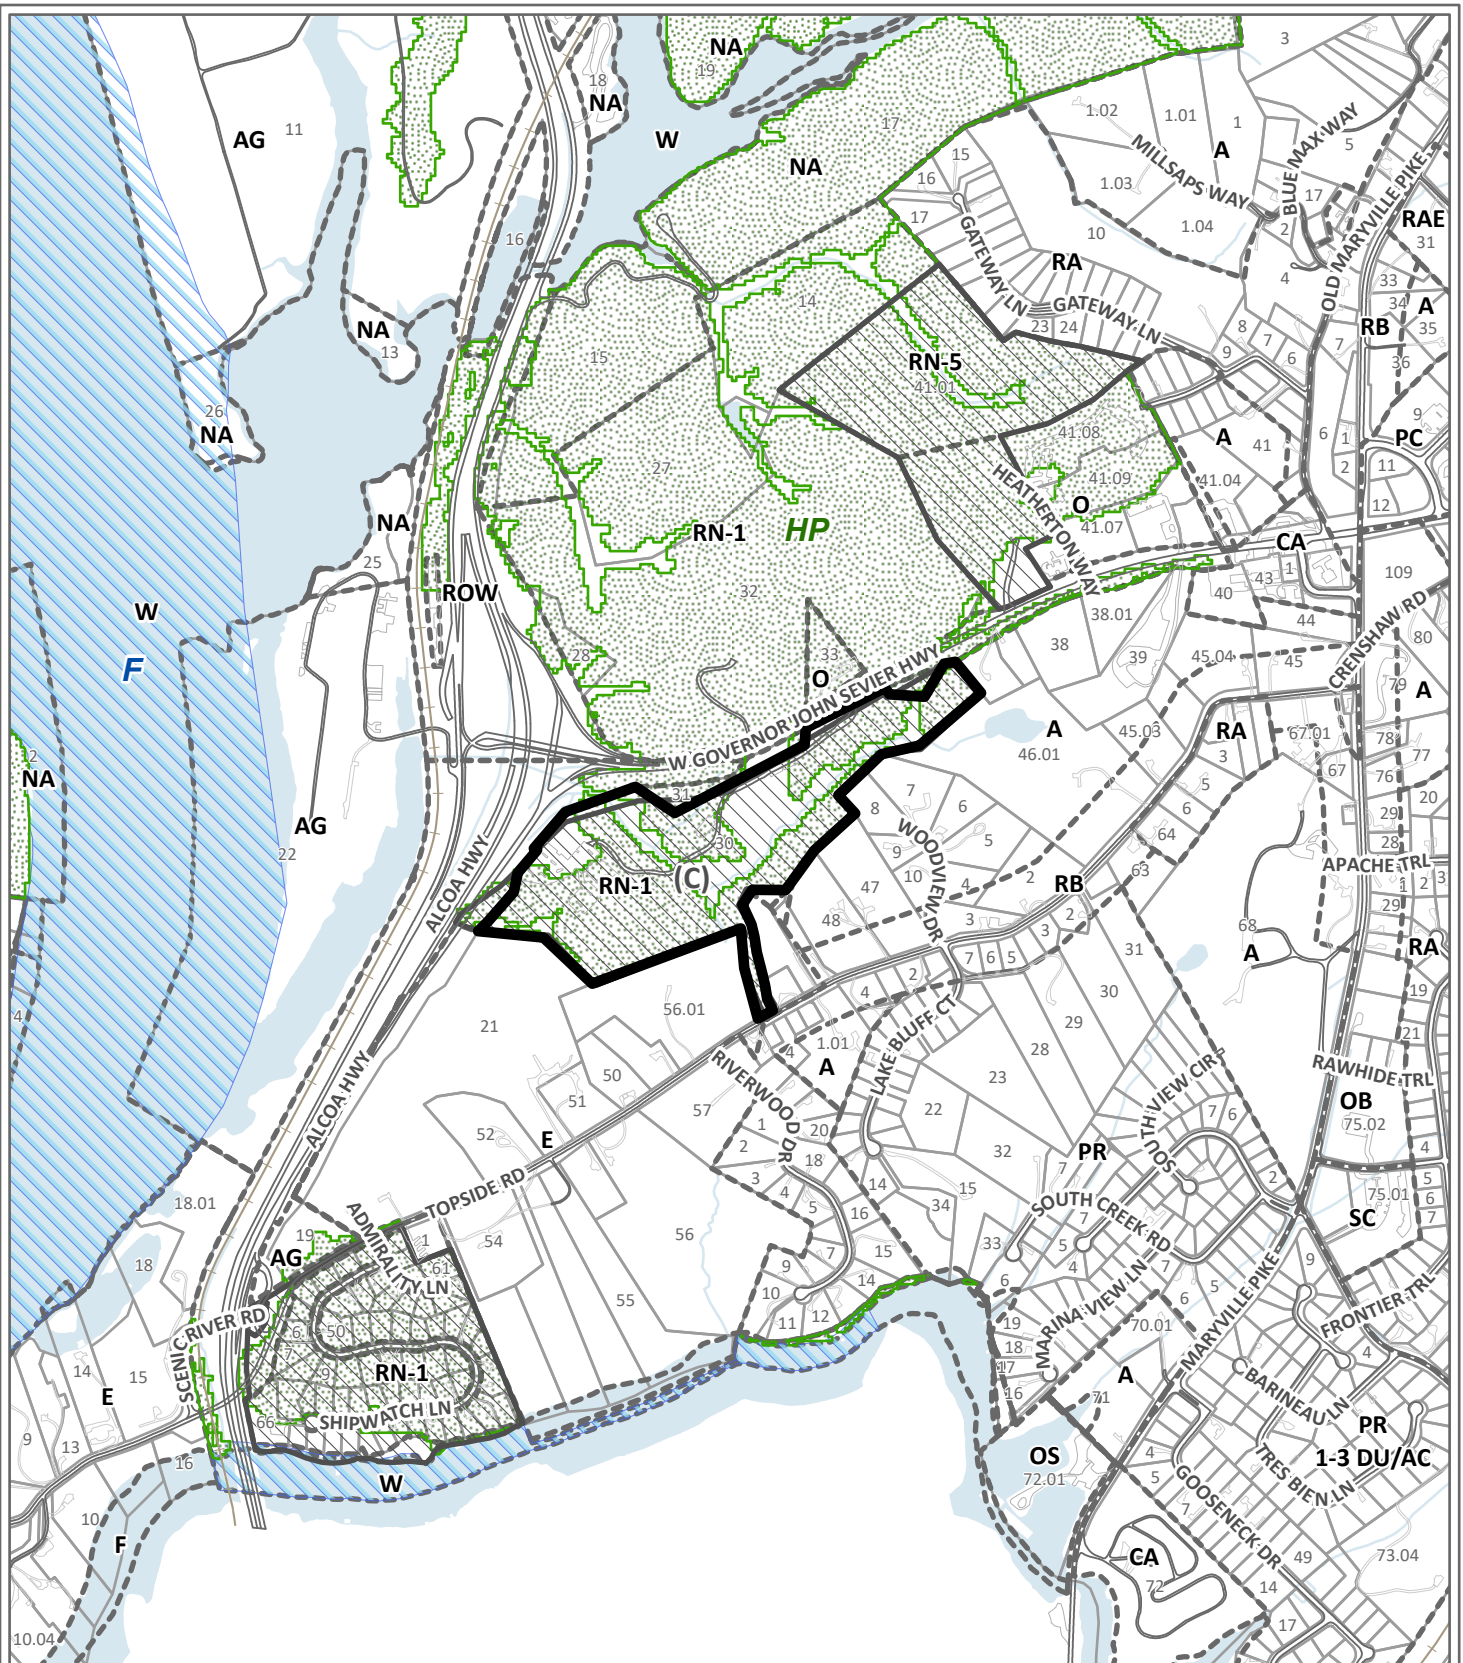 NA
19
18
NA
3
AG
11
W
17
1.02
1.01
1
A
5
MILLSAPS WAY
BLUE MAX WAY
OLD MARYVILLE PIKE
NA
15
16
17
1.03
17
2
RAE
31
16
GATEWAY LN
10
1.04
RA
4
33
34
A
35
NA
13
15
14
GATEWAY LN
23
24
8
7
6
9
7
RB
36
RN-5
41.01
26
NA
41.08
A
41
6
1
2
9
PC
11
12
27
RN-1
HP
HEATHERTON WAY
41.09
41.04
O
41.07
NA
25
CA
43
1
109
W
F
ROW
32
40
44
38.01
38
39
45.04
45
CRENSHAW RD
80
28
33
O
79
A
W GOVERNOR JOHN SEVIER HWY
A
46.01
45.03
RA
3
67.01
67
78
77
76
2
NA
31
30
RN-1
(C)
8
7
6
5
9
10
4
WOODVIEW DR
5
6
64
63
20
29
28
APACHE TRL
1
2
3
29
AG
22
ALCOA HWY
47
48
2
RB
3
2
3
68
A
RA
4
21
56.01
7
6
5
2
4
31
30
19
21
ALCOA HWY
50
51
57
RIVERWOOD DR
4
1.01
A
LAKE BLUFF CT
29
28
23
22
RAWHIDE TRL
OB
75.02
52
E
TOPSIDE RD
1
2
20
18
3
4
5
32
PR
7
SOUTH VIEW CIR
7
6
2
4
5
6
7
75.01
SC
18.01
18
19
AG
ADMIRALITY LN
1
61
54
56
14
16
34
15
33
SOUTH CREEK RD
7
5
4
7
5
6
9
SCENIC RIVER RD
6
7
50
9
RN-1
SHIPWATCH LN
66
55
7
15
9
14
10
11
12
6
19
18
17
16
MARINA VIEW LN
70.01
MARYVILLE PIKE
FRONTIER TRL
4
14
15
E
9
13
16
W
A
71
BARINEAU LN
PR
1-3 DU/AC
TRES BIEN LN
10
F
OS
72.01
4
5
7
GOOSENECK DR
49
73.04
14
17
CA
72
10.04